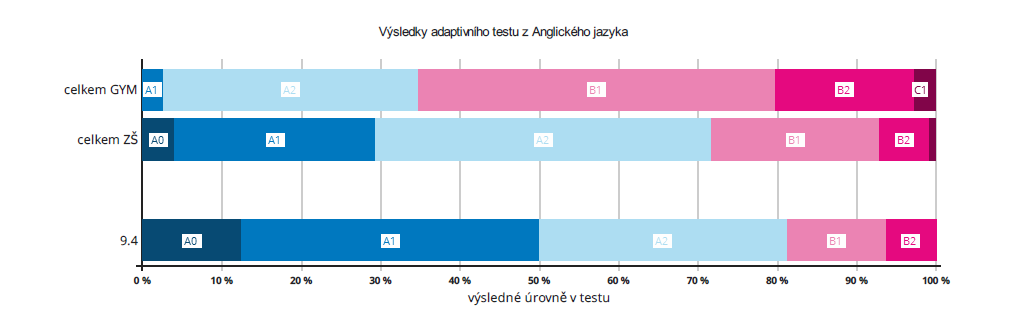 Výsledky adaptivního testu z Anglického jazyka
celkem GYM A1 A2 B1 B2 C1
celkem ZŠ A0 A1 A2 B1 B2
9.4 A0 A1 A2 B1 B2
0 % 10 % 20 % 30 % 40 % 50 % 60 % 70 % 80 % 90 % 100 %
výsledné úrovně v testu